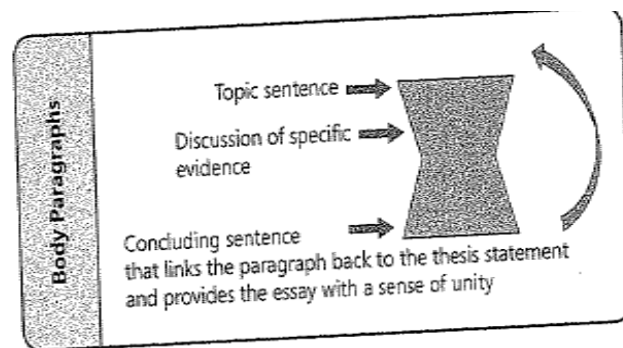 Body Paragraphs
Topic sentence
Discussion of specific
evidence
Concluding sentence
that links the paragraph back to the thesis statement
and provides the essay with a sense of unity